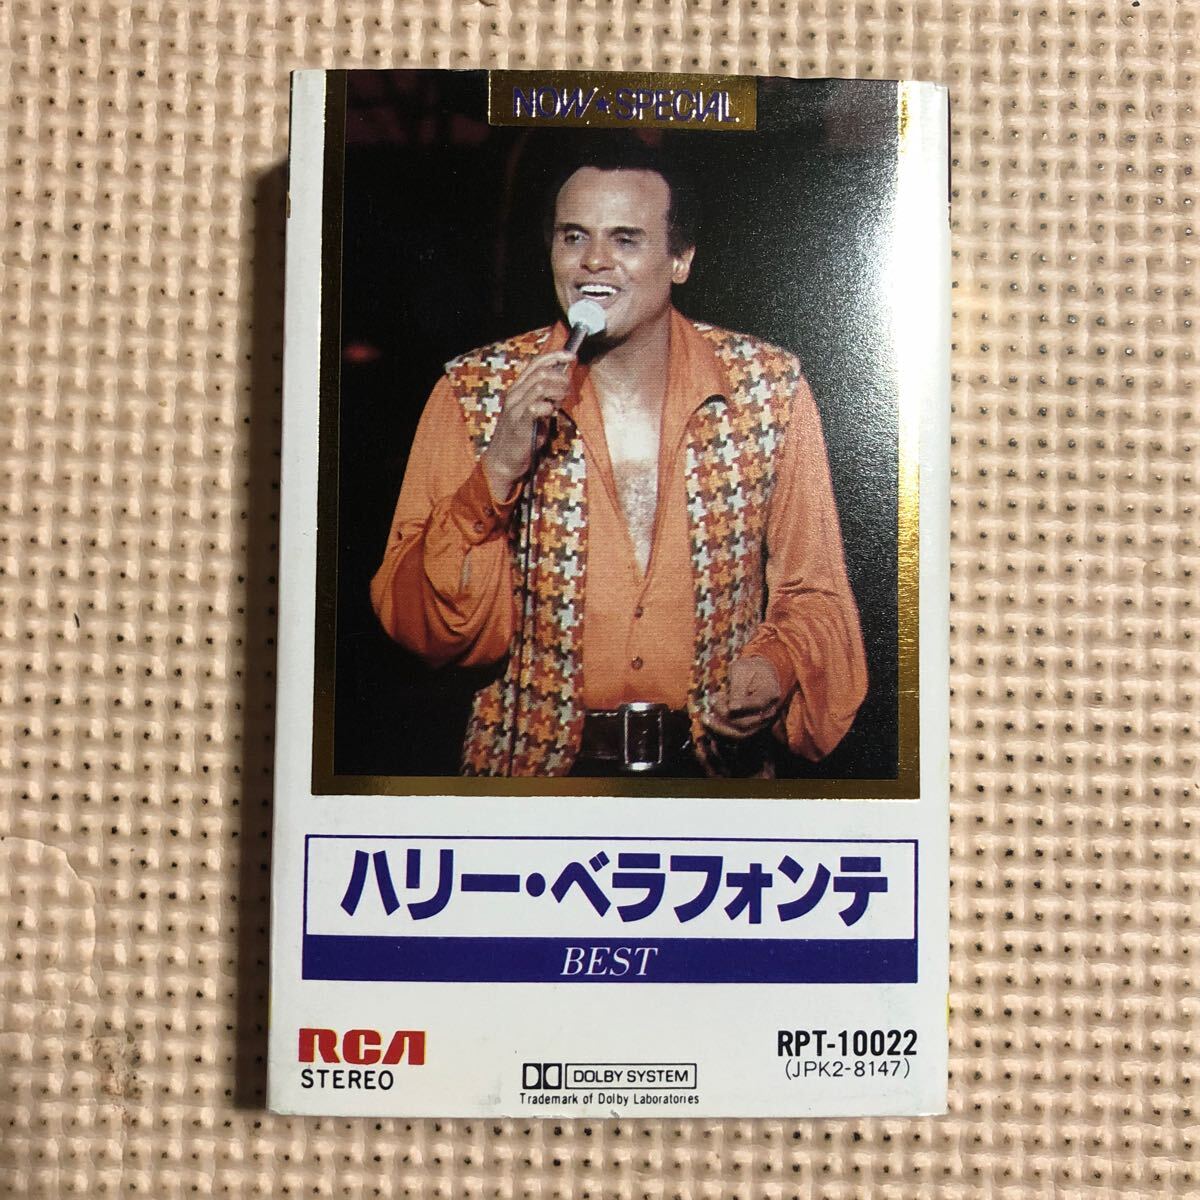 NOW★SPECIAL
ハリー・ベラフォンテ
BEST
RCA
STEREO
DOLBY SYSTEM
Trademark of Dolby Laboratories
RPT-10022
(JPK2-8147)